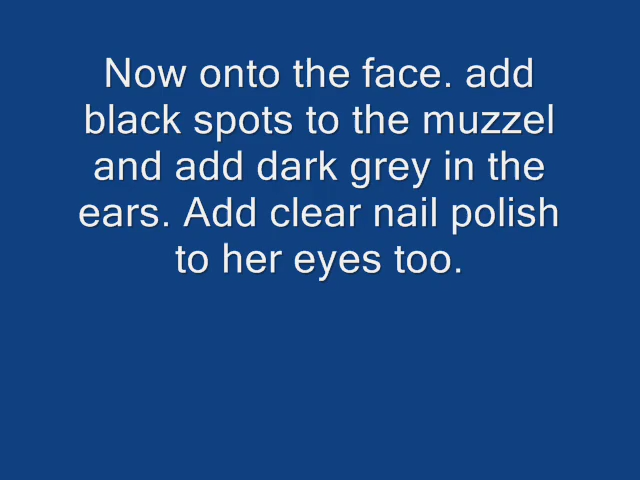 Now onto the face. add
black spots to the muzzel
and add dark grey in the
ears. Add clear nail polish
to her eyes too.